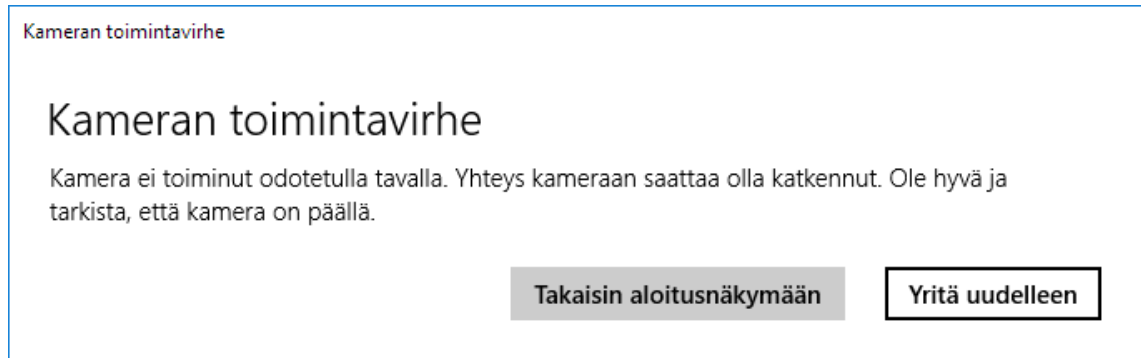 Kameran toimintavirhe
Kameran toimintavirhe
Kamera ei toiminut odotetulla tavalla. Yhteys kameraan saattaa olla katkennut. Ole hyvä ja
tarkista, että kamera on päällä.
Takaisin aloitusnäkymään
Yritä uudelleen